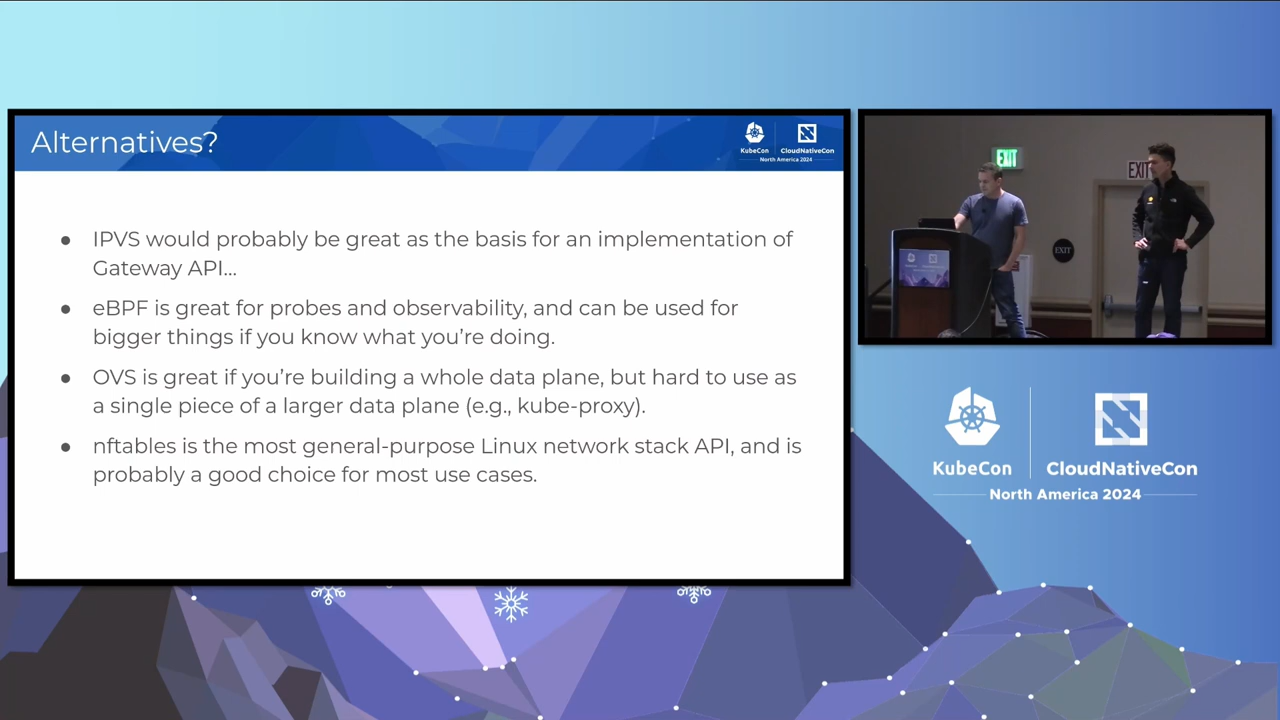 Alternatives?
KubeCon
CloudNativeCon
North America 2024
● IPVS would probably be great as the basis for an implementation of
Gateway API...
● eBPF is great for probes and observability, and can be used for
bigger things if you know what you're doing.
● OVS is great if you're building a whole data plane, but hard to use as
a single piece of a larger data plane (e.g., kube-proxy).
● nftables is the most general-purpose Linux network stack API, and is
probably a good choice for most use cases.
EXIT
EXIT
EXIT
KubeCon
CloudNativeCon
North America 2024